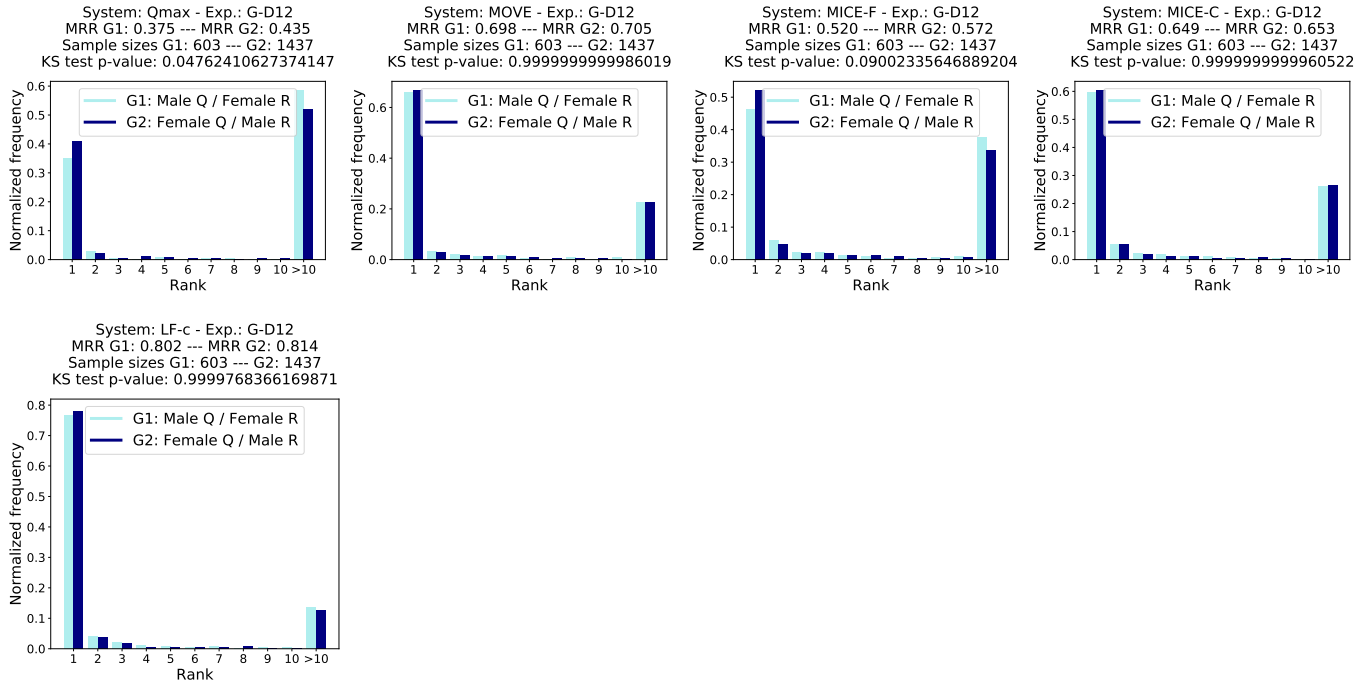 System: Qmax - Exp.: G-D12
MRR G1: 0.375 --- MRR G2: 0.435
Sample sizes G1: 603 --- G2: 1437
KS test p-value: 0.04762410627374147
Normalized frequency
0.6
0.5
0.4
0.3
0.2
0.1
0.0
G1: Male Q / Female R
G2: Female Q / Male R
1 2 3 4 5 6 7 8 9 10 >10
Rank
System: MOVE - Exp.: G-D12
MRR G1: 0.698 --- MRR G2: 0.705
Sample sizes G1: 603 --- G2: 1437
KS test p-value: 0.9999999999986019
Normalized frequency
0.6
0.4
0.2
0.0
G1: Male Q / Female R
G2: Female Q / Male R
1 2 3 4 5 6 7 8 9 10 >10
Rank
System: MICE-F - Exp.: G-D12
MRR G1: 0.520 --- MRR G2: 0.572
Sample sizes G1: 603 --- G2: 1437
KS test p-value: 0.09002335646889204
Normalized frequency
0.5
0.4
0.3
0.2
0.1
0.0
G1: Male Q / Female R
G2: Female Q / Male R
1 2 3 4 5 6 7 8 9 10 >10
Rank
System: MICE-C - Exp.: G-D12
MRR G1: 0.649 --- MRR G2: 0.653
Sample sizes G1: 603 --- G2: 1437
KS test p-value: 0.9999999999960522
Normalized frequency
0.6
0.5
0.4
0.3
0.2
0.1
0.0
G1: Male Q / Female R
G2: Female Q / Male R
1 2 3 4 5 6 7 8 9 10 >10
Rank
System: LF-c - Exp.: G-D12
MRR G1: 0.802 --- MRR G2: 0.814
Sample sizes G1: 603 --- G2: 1437
KS test p-value: 0.9999768366169871
Normalized frequency
0.8
0.7
0.6
0.5
0.4
0.3
0.2
0.1
0.0
G1: Male Q / Female R
G2: Female Q / Male R
1 2 3 4 5 6 7 8 9 10 >10
Rank